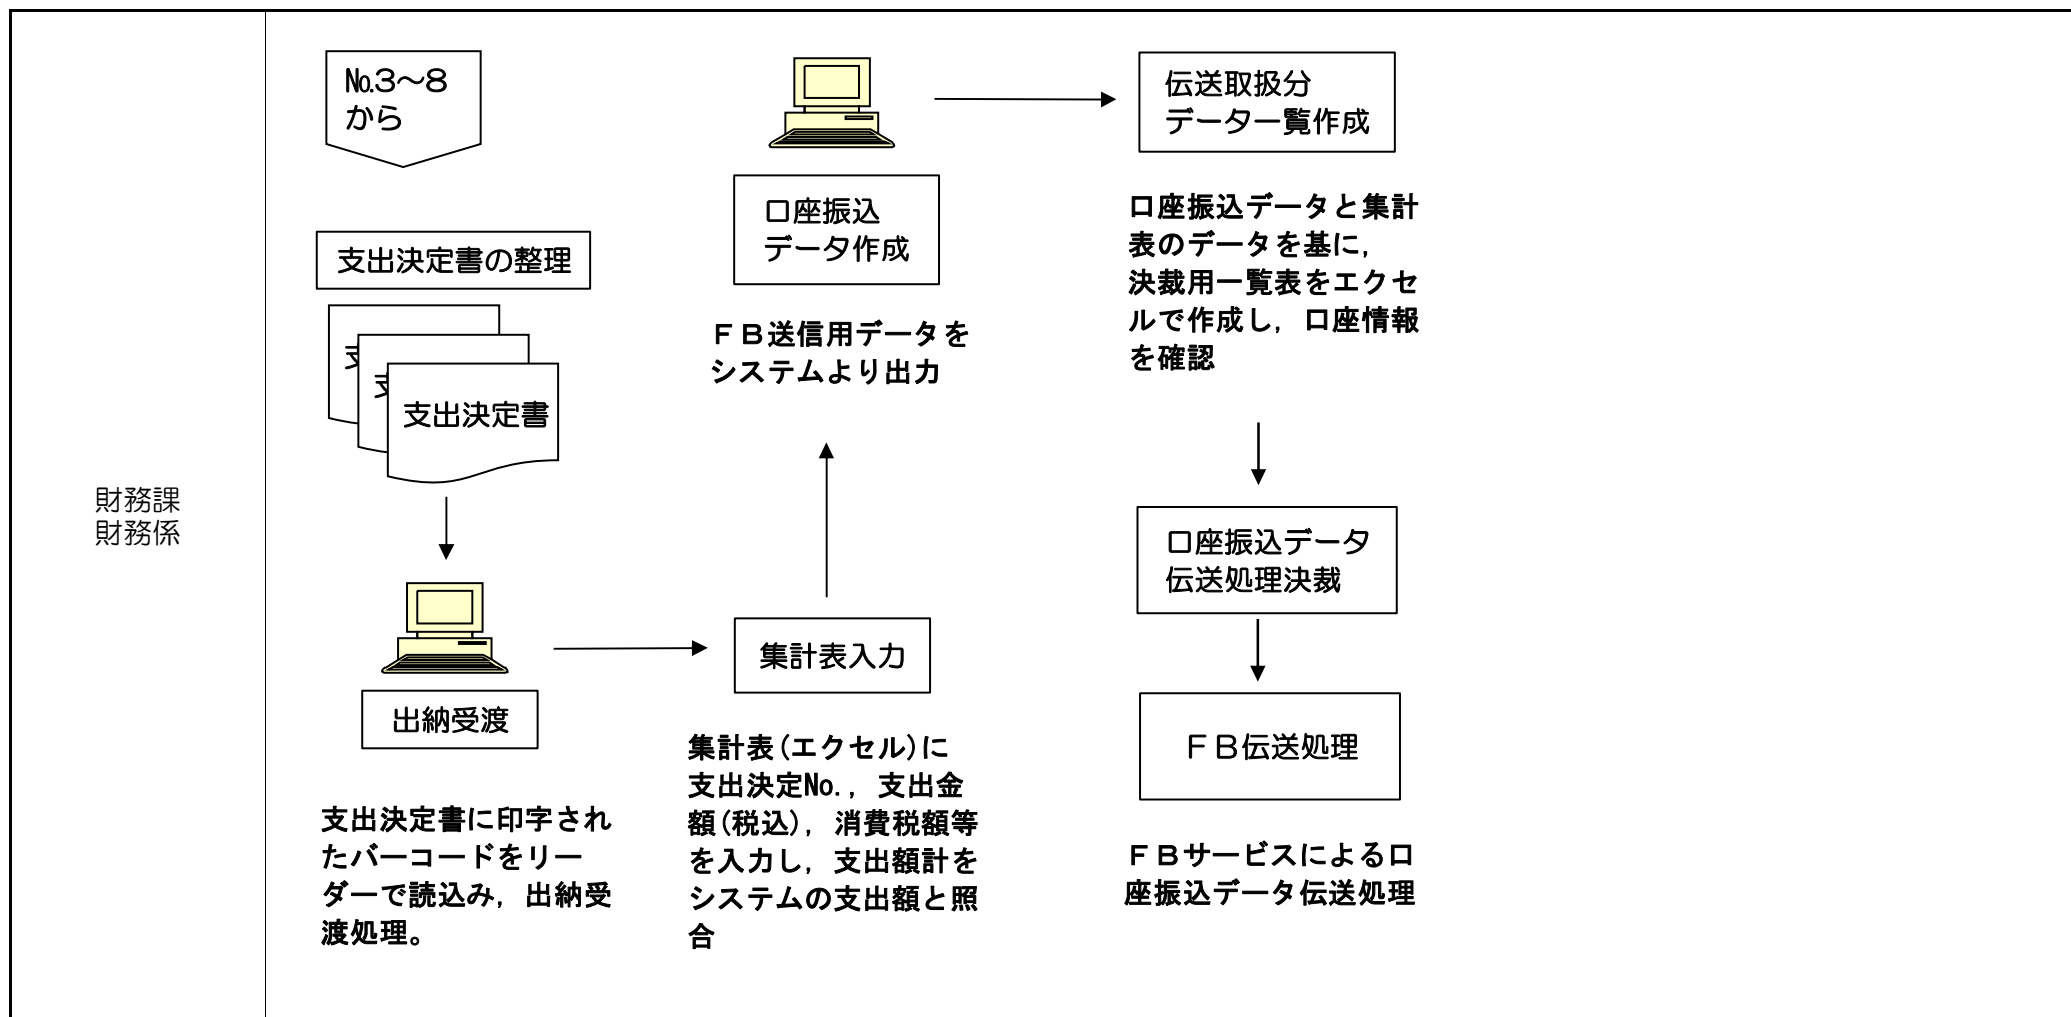 財務課
財務係
№3～8
から
支出決定書の整理
支
支
支出決定書
出納受渡
支出決定書に印字され
たバーコードをリー
ダーで読込み，出納受
渡処理。
集計表入力
集計表(エクセル)に
支出決定No.，支出金
額(税込)，消費税額等
を入力し，支出額計を
システムの支出額と照
合
口座振込
データ作成
ＦＢ送信用データを
システムより出力
伝送取扱分
データ一覧作成
口座振込データと集計
表のデータを基に，
決裁用一覧表をエクセ
ルで作成し，口座情報
を確認
口座振込データ
伝送処理決裁
ＦＢ伝送処理
ＦＢサービスによる口
座振込データ伝送処理